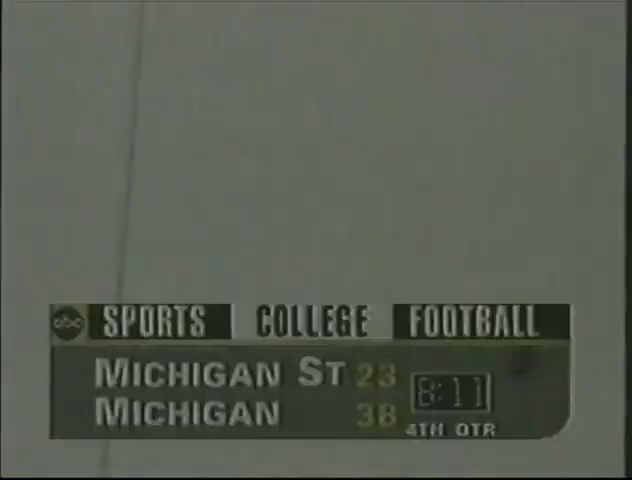 abc SPORTS COLLEGE FOOTBALL
MICHIGAN ST 23
MICHIGAN 38
8:11
4TH QTR